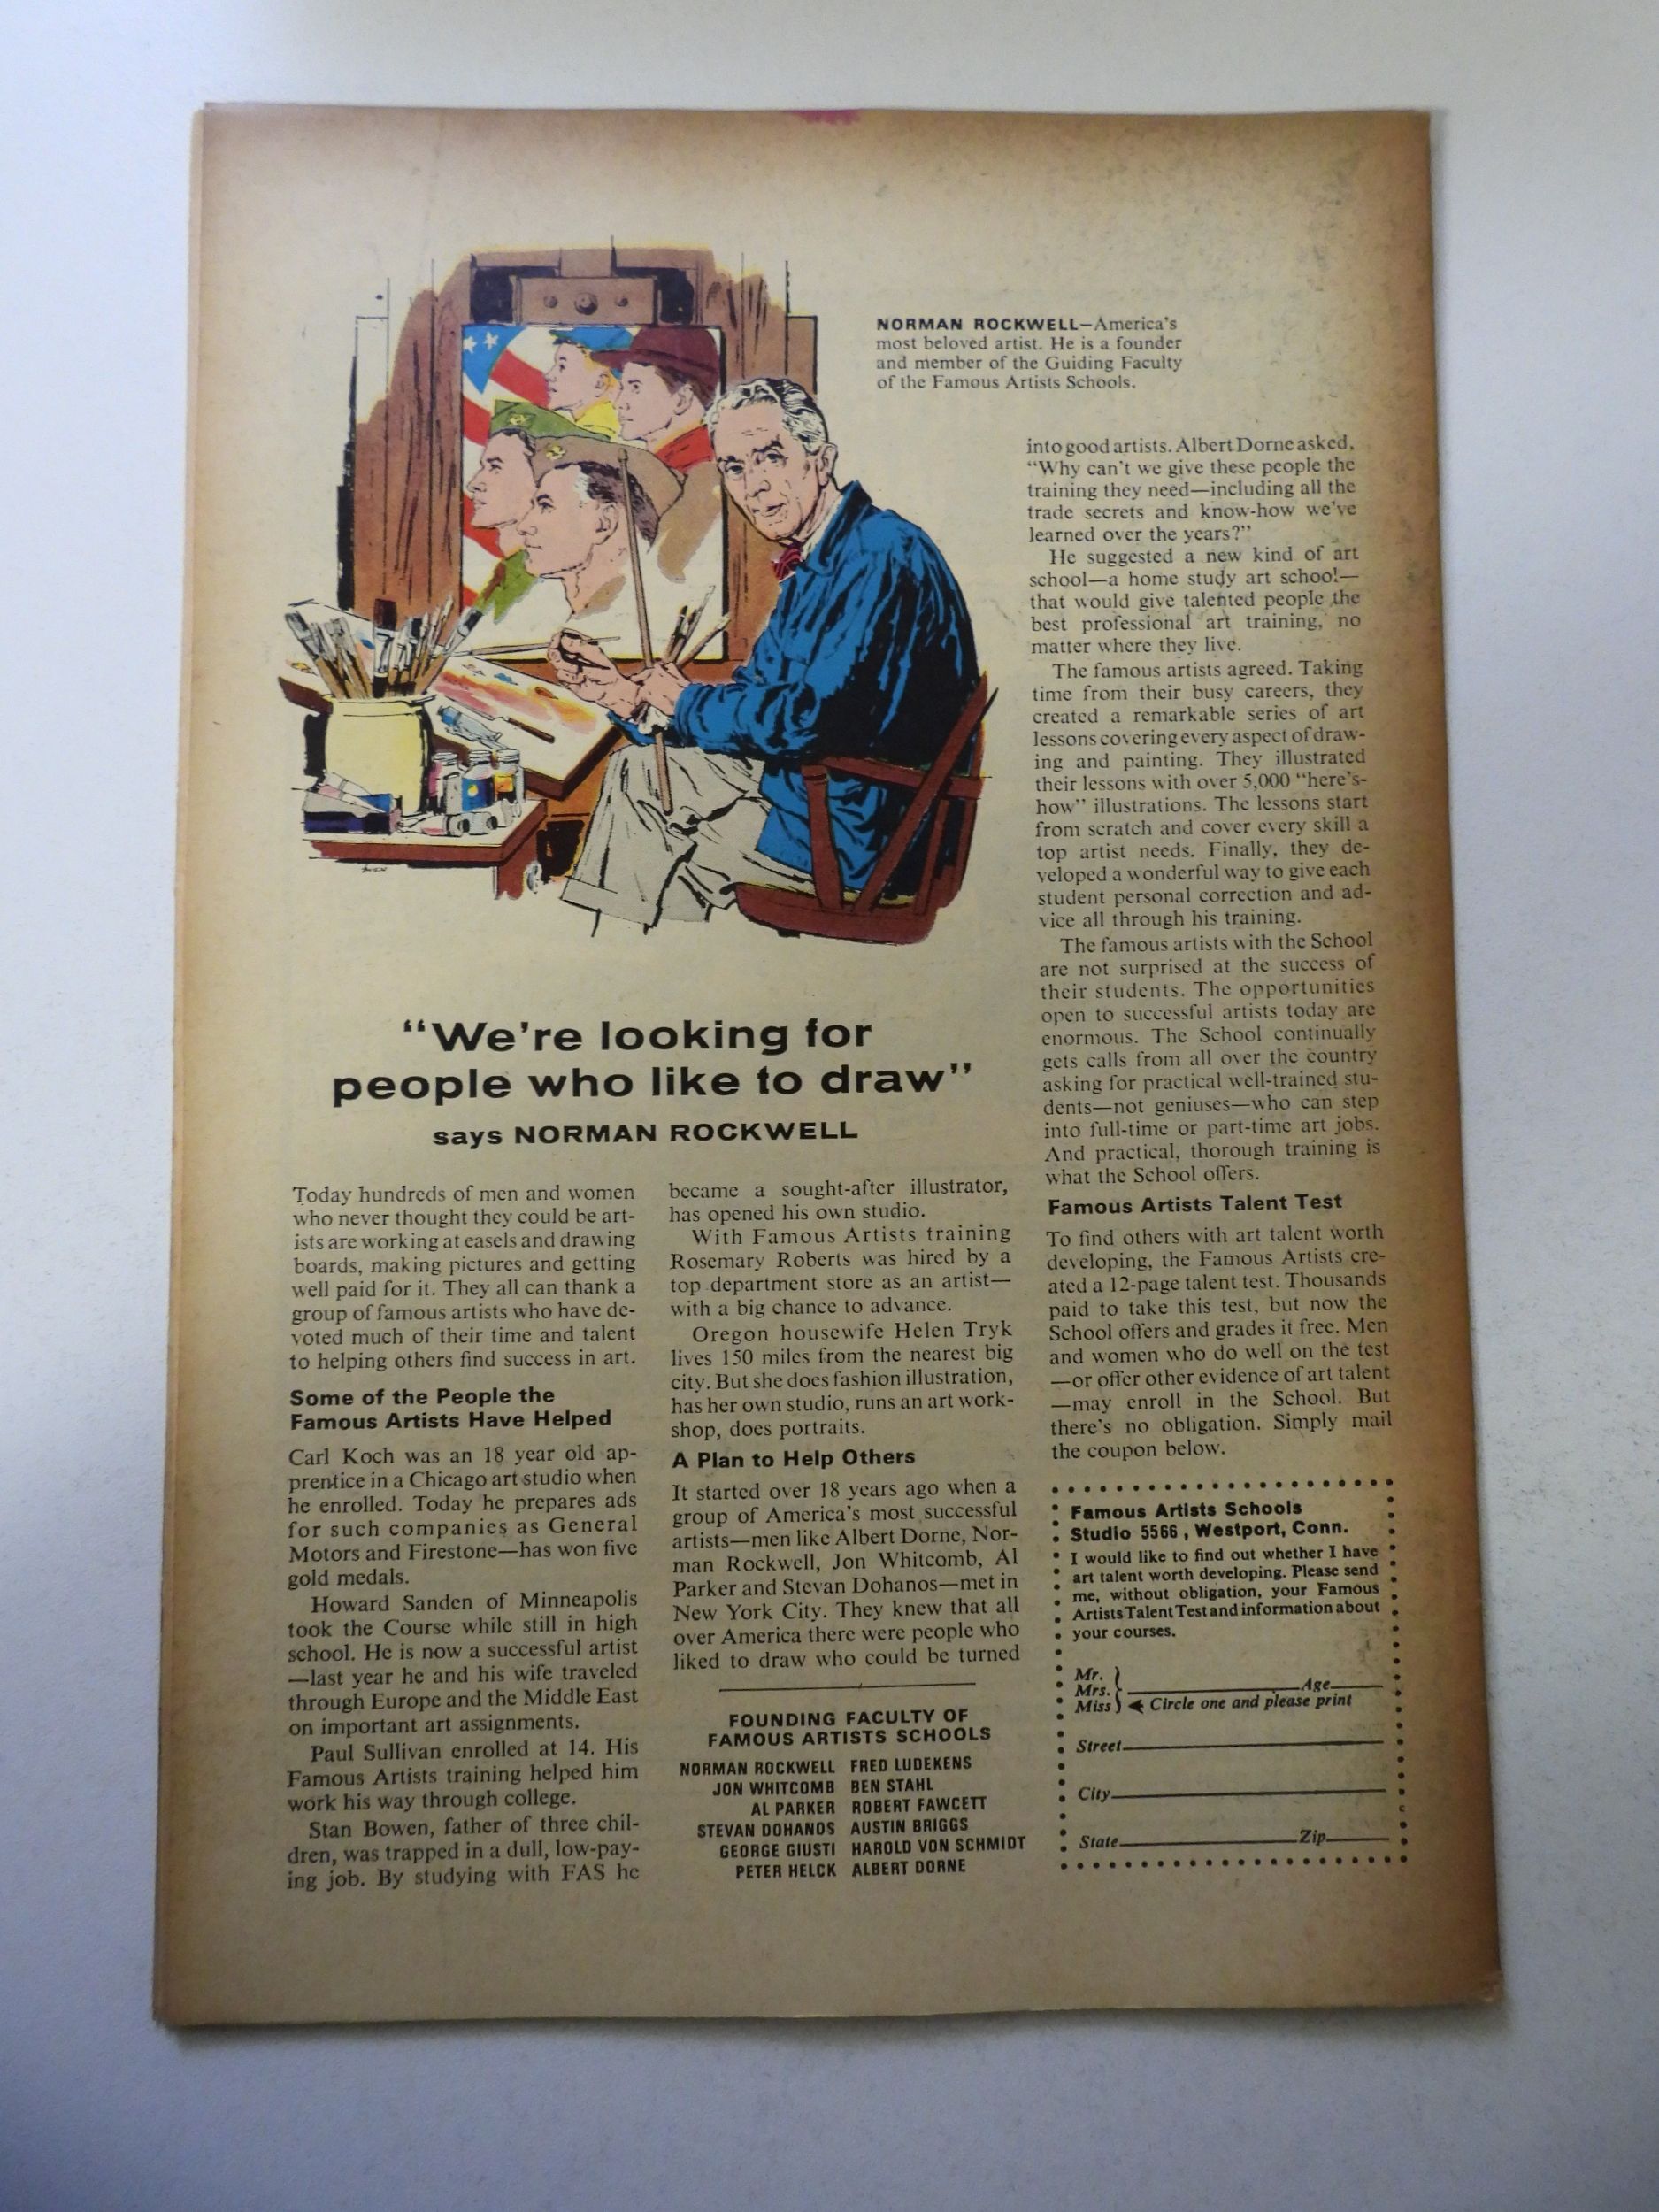 NORMAN ROCKWELL—America's
most beloved artist. He is a founder
and member of the Guiding Faculty
of the Famous Artists Schools.
"We're looking for
people who like to draw"
says NORMAN ROCKWELL
Today hundreds of men and women
who never thought they could be art-
ists are working at easels and drawing
boards, making pictures and getting
well paid for it. They all can thank a
group of famous artists who have de-
voted much of their time and talent
to helping others find success in art.
Some of the People the
Famous Artists Have Helped
Carl Koch was an 18 year old ap-
prentice in a Chicago art studio when
he enrolled. Today he prepares ads
for such companies as General
Motors and Firestone—has won five
gold medals.
Howard Sanden of Minneapolis
took the Course while still in high
school. He is now a successful artist
—last year he and his wife traveled
through Europe and the Middle East
on important art assignments.
Paul Sullivan enrolled at 14. His
Famous Artists training helped him
work his way through college.
Stan Bowen, father of three chil-
dren, was trapped in a dull, low-pay-
ing job. By studying with FAS he
became a sought-after illustrator,
has opened his own studio.
With Famous Artists training
Rosemary Roberts was hired by a
top department store as an artist—
with a big chance to advance.
Oregon housewife Helen Tryk
lives 150 miles from the nearest big
city. But she does fashion illustration,
has her own studio, runs an art work-
shop, does portraits.
A Plan to Help Others
It started over 18 years ago when a
group of America's most successful
artists—men like Albert Dorne, Nor-
man Rockwell, Jon Whitcomb, Al
Parker and Stevan Dohanos—met in
New York City. They knew that all
over America there were people who
liked to draw who could be turned
into good artists. Albert Dorne asked,
"Why can't we give these people the
training they need—including all the
trade secrets and know-how we've
learned over the years?"
He suggested a new kind of art
school—a home study art school—
that would give talented people the
best professional art training, no
matter where they live.
The famous artists agreed. Taking
time from their busy careers, they
created a remarkable series of art
lessons covering every aspect of draw-
ing and painting. They illustrated
their lessons with over 5,000 "here's-
how" illustrations. The lessons start
from scratch and cover every skill a
top artist needs. Finally, they de-
veloped a wonderful way to give each
student personal correction and ad-
vice all through his training.
The famous artists with the School
are not surprised at the success of
their students. The opportunities
open to successful artists today are
enormous. The School continually
gets calls from all over the country
asking for practical well-trained stu-
dents—not geniuses—who can step
into full-time or part-time art jobs.
And practical, thorough training is
what the School offers.
Famous Artists Talent Test
To find others with art talent worth
developing, the Famous Artists cre-
ated a 12-page talent test. Thousands
paid to take this test, but now the
School offers and grades it free. Men
and women who do well on the test
—or offer other evidence of art talent
—may enroll in the School. But
there's no obligation. Simply mail
the coupon below.
FOUNDING FACULTY OF
FAMOUS ARTISTS SCHOOLS
NORMAN ROCKWELL FRED LUDEKENS
JON WHITCOMB BEN STAHL
AL PARKER ROBERT FAWCETT
STEVAN DOHANOS AUSTIN BRIGGS
GEORGE GIUSTI HAROLD VON SCHMIDT
PETER HELCK ALBERT DORNE
Famous Artists Schools
Studio 5566, Westport, Conn.
I would like to find out whether I have
art talent worth developing. Please send
me, without obligation, your Famous
Artists Talent Test and information about
your courses.
Mr.
Mrs. Age
Miss Circle one and please print
Street
City
State Zip